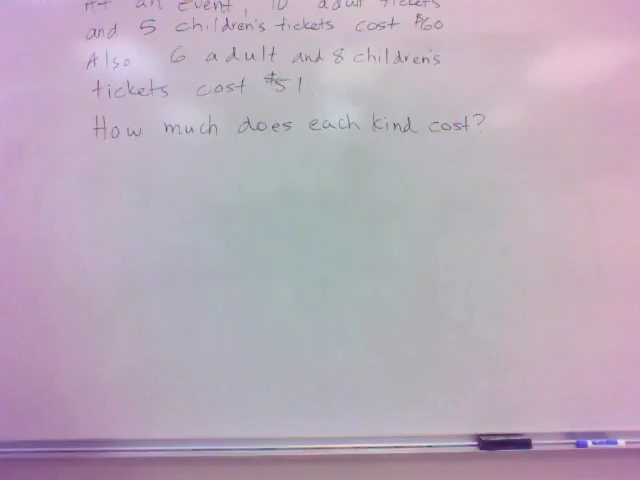 At an event, 10 adult tickets
and 5 children's tickets cost $60
Also 6 adult and 8 children's
tickets cost $51
How much does each kind cost?